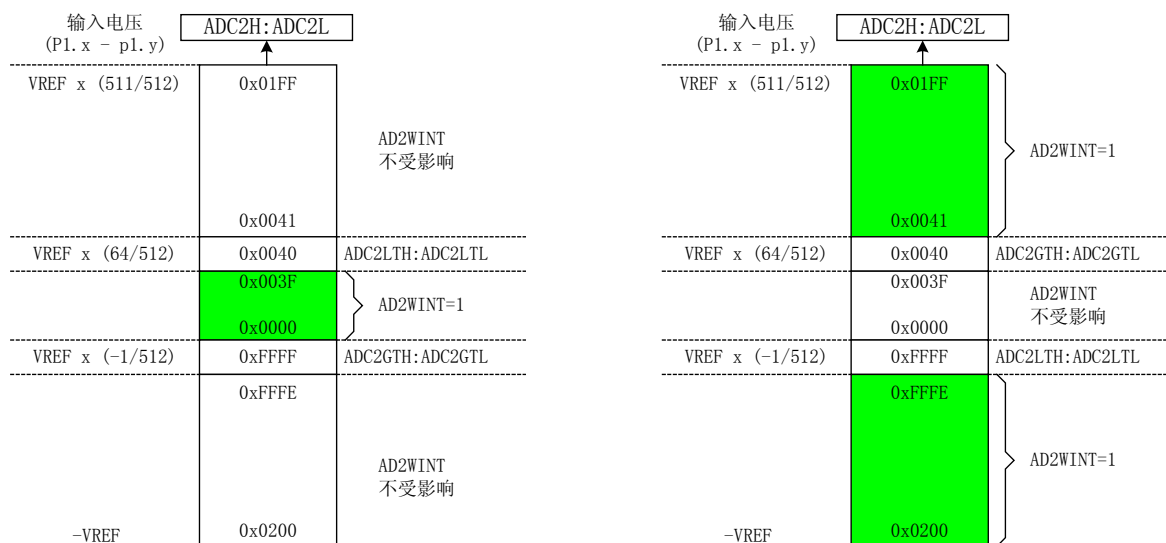 输入电压
(P1.x - p1.y)
ADC2H:ADC2L
VREF x (511/512)
0x01FF
AD2WINT
不受影响
0x0041
VREF x (64/512)
0x0040
ADC2LTH:ADC2LTL
0x003F
AD2WINT=1
0x0000
VREF x (-1/512)
0xFFFF
ADC2GTH:ADC2GTL
0xFFFE
AD2WINT
不受影响
-VREF
0x0200
输入电压
(P1.x - p1.y)
ADC2H:ADC2L
VREF x (511/512)
0x01FF
AD2WINT=1
0x0041
VREF x (64/512)
0x0040
ADC2GTH:ADC2GTL
0x003F
AD2WINT
不受影响
0x0000
VREF x (-1/512)
0xFFFF
ADC2LTH:ADC2LTL
0xFFFE
AD2WINT=1
-VREF
0x0200